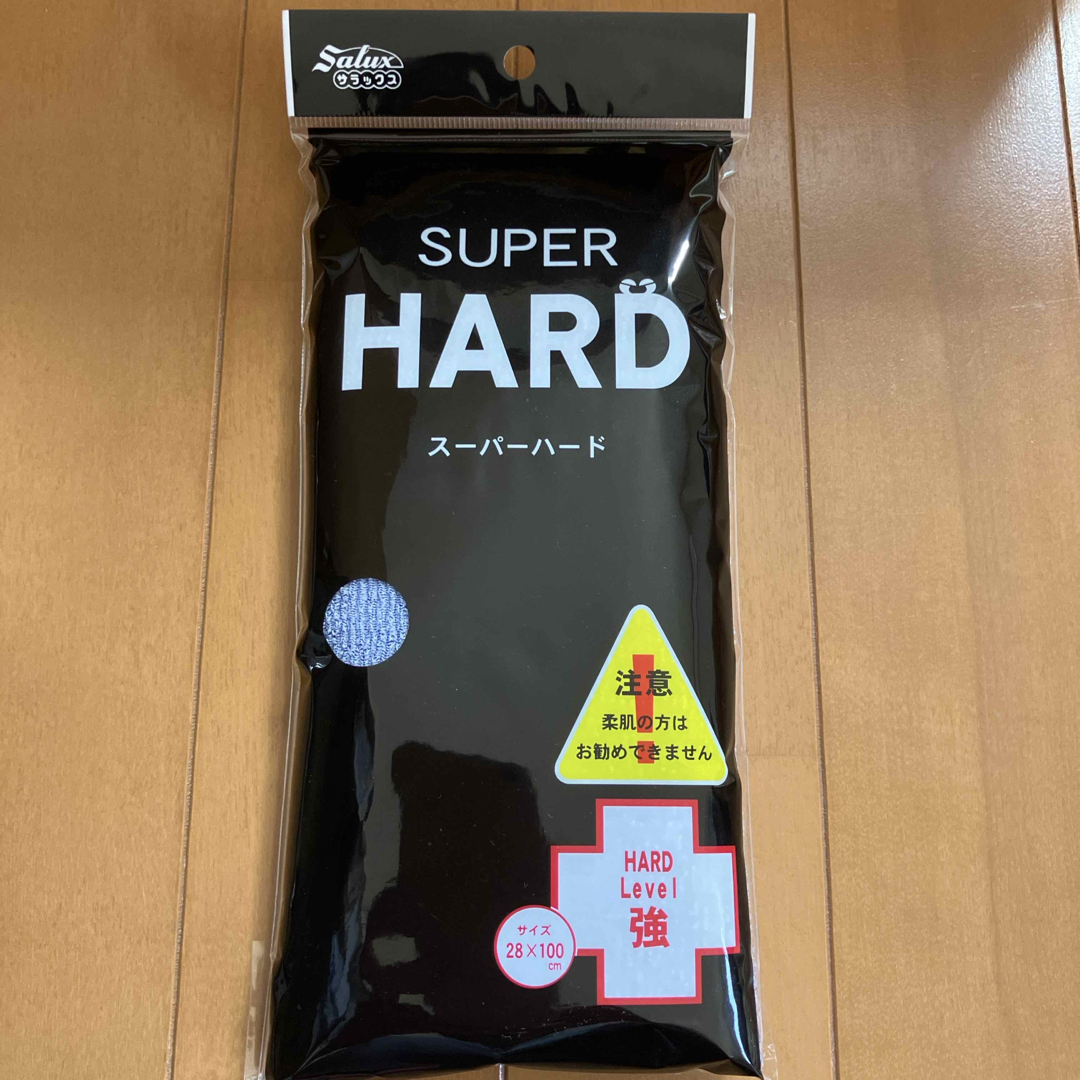 Salux
サラックス
SUPER
HARD
スーパーハード
注意
柔肌の方は
お勧めできません
HARD
Level
強
サイズ
28×100
cm